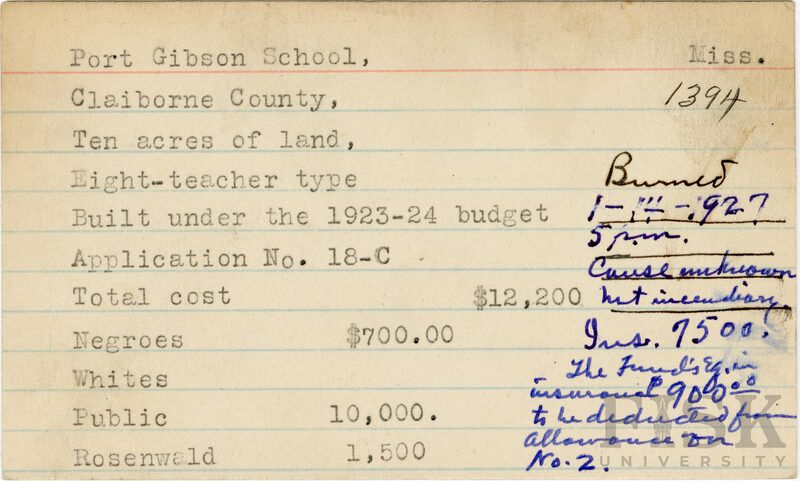 Port Gibson School, Miss.
Claiborne County, 1394
Ten acres of land,
Eight-teacher type
Built under the 1923-24 budget
Application No. 18-C
Total cost $12,200
Negroes $700.00
Whites
Public 10,000.
Rosenwald 1,500
Burned
1-14-1927
5 p.m.
Cause unknown
not incendiary
Ins. 7500.
The Fund's Eq. in
insurance $900.00
to be deducted from
allowance on
No. 2.
FISK
UNIVERSITY